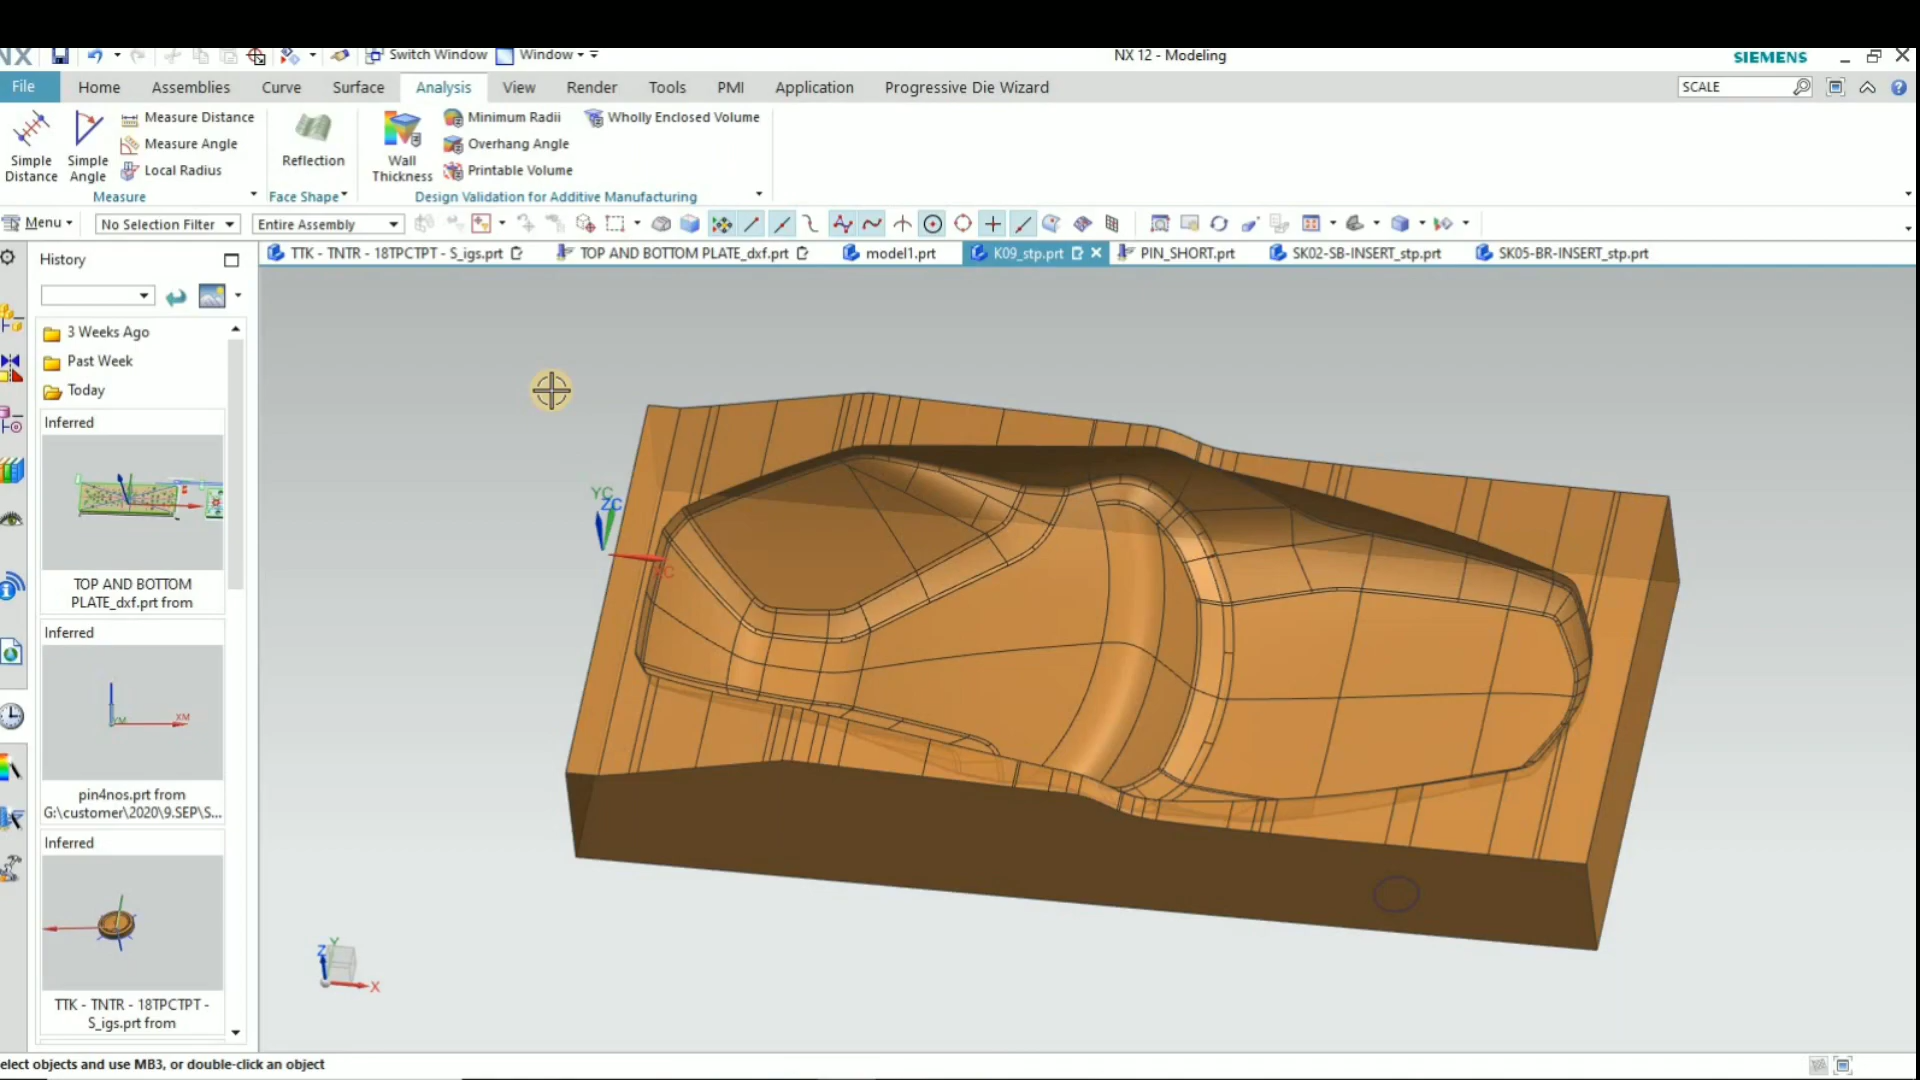 NX Switch Window Window NX 12 - Modeling SIEMENS
File Home Assemblies Curve Surface Analysis View Render Tools PMI Application Progressive Die Wizard SCALE
Measure Distance Minimum Radii Wholly Enclosed Volume
Measure Angle Overhang Angle
Simple Distance Simple Angle Local Radius Reflection Wall Thickness Printable Volume
Measure Face Shape Design Validation for Additive Manufacturing
Menu No Selection Filter Entire Assembly
TTK - TNTR - 18TPCTPT - S_igs.prt TOP AND BOTTOM PLATE_dxf.prt model1.prt K09_stp.prt PIN_SHORT.prt SK02-SB-INSERT_stp.prt SK05-BR-INSERT_stp.prt
History
3 Weeks Ago
Past Week
Today
Inferred
TOP AND BOTTOM
PLATE_dxf.prt from
Inferred
YM XM
pin4nos.prt from
G:\customer\2020\9.SEP\S...
Inferred
TTK - TNTR - 18TPCTPT -
S_igs.prt from
YC
ZC
XC
Y
Z
X
elect objects and use MB3, or double-click an object